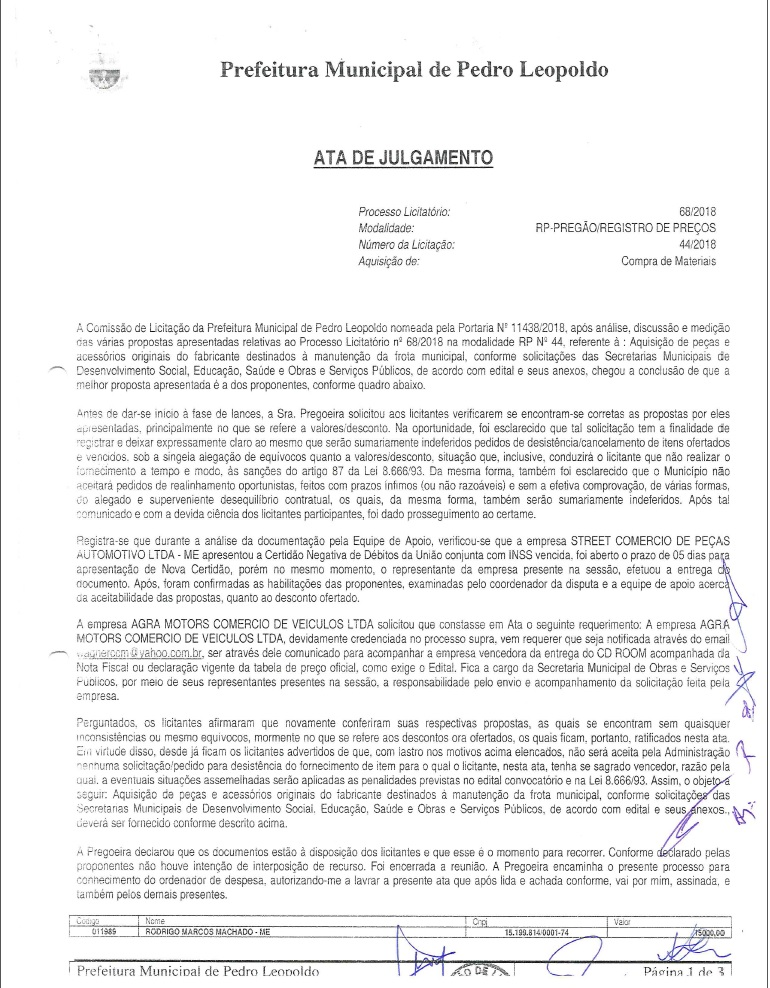 Prefeitura Municipal de Pedro Leopoldo
ATA DE JULGAMENTO
Processo Licitatório: 68/2018
Modalidade: RP-PREGÃO/REGISTRO DE PREÇOS
Número da Licitação: 44/2018
Aquisição de: Compra de Materiais
A Comissão de Licitação da Prefeitura Municipal de Pedro Leopoldo nomeada pela Portaria Nº 11438/2018, após análise, discussão e medição
das várias propostas apresentadas relativas ao Processo Licitatório nº 68/2018 na modalidade RP Nº 44, referente à : Aquisição de peças e
acessórios originais do fabricante destinados à manutenção da frota municipal, conforme solicitações das Secretarias Municipais de
Desenvolvimento Social, Educação, Saúde e Obras e Serviços Públicos, de acordo com edital e seus anexos, chegou a conclusão de que a
melhor proposta apresentada é a dos proponentes, conforme quadro abaixo.
Antes de dar-se início à fase de lances, a Sra. Pregoeira solicitou aos licitantes verificarem se encontram-se corretas as propostas por eles
apresentadas, principalmente no que se refere a valores/desconto. Na oportunidade, foi esclarecido que tal solicitação tem a finalidade de
registrar e deixar expressamente claro ao mesmo que serão sumariamente indeferidos pedidos de desistência/cancelamento de itens ofertados
e vencidos, sob a singela alegação de equívocos quanto a valores/desconto, situação que, inclusive, conduzirá o licitante que não realizar o
fornecimento a tempo e modo, às sanções do artigo 87 da Lei 8.666/93. Da mesma forma, também foi esclarecido que o Município não
aceitará pedidos de realinhamento oportunistas, feitos com prazos ínfimos (ou não razoáveis) e sem a efetiva comprovação, de várias formas,
do alegado e superveniente desequilíbrio contratual, os quais, da mesma forma, também serão sumariamente indeferidos. Após tal
comunicado e com a devida ciência dos licitantes participantes, foi dado prosseguimento ao certame.
Registra-se que durante a análise da documentação pela Equipe de Apoio, verificou-se que a empresa STREET COMERCIO DE PEÇAS
AUTOMOTIVO LTDA - ME apresentou a Certidão Negativa de Débitos da União conjunta com INSS vencida, foi aberto o prazo de 05 dias para
apresentação de Nova Certidão, porém no mesmo momento, o representante da empresa presente na sessão, efetuou a entrega do
documento. Após, foram confirmadas as habilitações das proponentes, examinadas pelo coordenador da disputa e a equipe de apoio acerca
da aceitabilidade das propostas, quanto ao desconto ofertado.
A empresa AGRA MOTORS COMERCIO DE VEICULOS LTDA solicitou que constasse em Ata o seguinte requerimento: A empresa AGRA
MOTORS COMERCIO DE VEICULOS LTDA, devidamente credenciada no processo supra, vem requerer que seja notificada através do email
wagnerccm@yahoo.com.br, ser através dele comunicado para acompanhar a empresa vencedora da entrega do CD ROOM acompanhada da
Nota Fiscal ou declaração vigente da tabela de preço oficial, como exige o Edital. Fica a cargo da Secretaria Municipal de Obras e Serviços
Públicos, por meio de seus representantes presentes na sessão, a responsabilidade pelo envio e acompanhamento da solicitação feita pela
empresa.
Perguntados, os licitantes afirmaram que novamente conferiram suas respectivas propostas, as quais se encontram sem quaisquer
inconsistências ou mesmo equívocos, mormente no que se refere aos descontos ora ofertados, os quais ficam, portanto, ratificados nesta ata.
Em virtude disso, desde já ficam os licitantes advertidos de que, com lastro nos motivos acima elencados, não será aceita pela Administração
nenhuma solicitação/pedido para desistência do fornecimento de item para o qual o licitante, nesta ata, tenha se sagrado vencedor, razão pela
qual, a eventuais situações assemelhadas serão aplicadas as penalidades previstas no edital convocatório e na Lei 8.666/93. Assim, o objeto a
seguir: Aquisição de peças e acessórios originais do fabricante destinados à manutenção da frota municipal, conforme solicitações das
Secretarias Municipais de Desenvolvimento Social, Educação, Saúde e Obras e Serviços Públicos, de acordo com edital e seus anexos.,
deverá ser fornecido conforme descrito acima.
A Pregoeira declarou que os documentos estão à disposição dos licitantes e que esse é o momento para recorrer. Conforme declarado pelas
proponentes não houve intenção de interposição de recurso. Foi encerrada a reunião. A Pregoeira encaminha o presente processo para
conhecimento do ordenador de despesa, autorizando-me a lavrar a presente ata que após lida e achada conforme, vai por mim, assinada, e
também pelos demais presentes.
Código Nome Cnpj Valor
011989 RODRIGO MARCOS MACHADO - ME 15.199.814/0001-74 15000,00
Prefeitura Municipal de Pedro Leopoldo Página 1 de 3